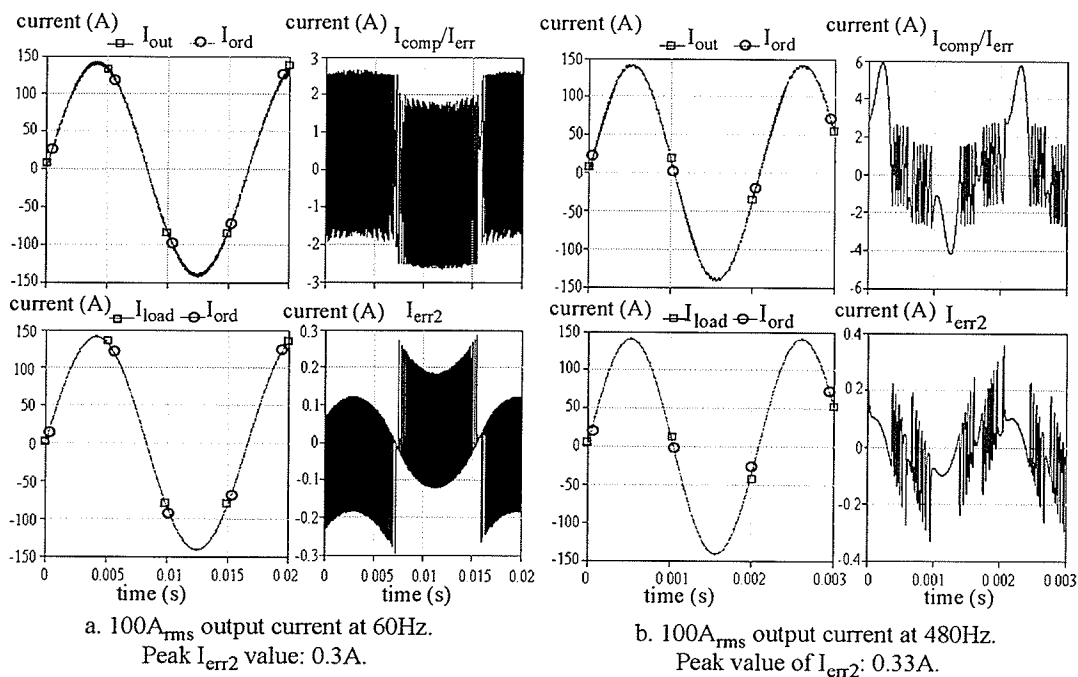 current (A)
I_out I_ord
I_comp/I_err
150
100
50
0
-50
-100
-150
0 0.005 0.01 0.015 0.02
3
2
1
0
-1
-2
3
0 0.005 0.01 0.015 0.02
current (A)
I_load I_ord
current (A)
I_err2
150
100
50
0
-50
-100
-150
0 0.005 0.01 0.015 0.02
time (s)
0.3
0.2
0.1
0
-0.1
-0.2
0.3
0 0.005 0.01 0.015 0.02
time (s)
a. 100A_rms output current at 60Hz.
Peak I_err2 value: 0.3A.
current (A)
I_out I_ord
current (A)
I_comp/I_err
150
100
50
0
-50
-100
-150
0 0.001 0.002 0.003
6
4
2
0
-2
-4
-6
0 0.001 0.002 0.003
current (A)
I_load I_ord
current (A)
I_err2
150
100
50
0
-50
-100
150
0 0.001 0.002 0.003
time (s)
0.4
0.2
0
-0.2
0.4
0 0.001 0.002 0.003
time (s)
b. 100A_rms output current at 480Hz.
Peak value of I_err2: 0.33A.